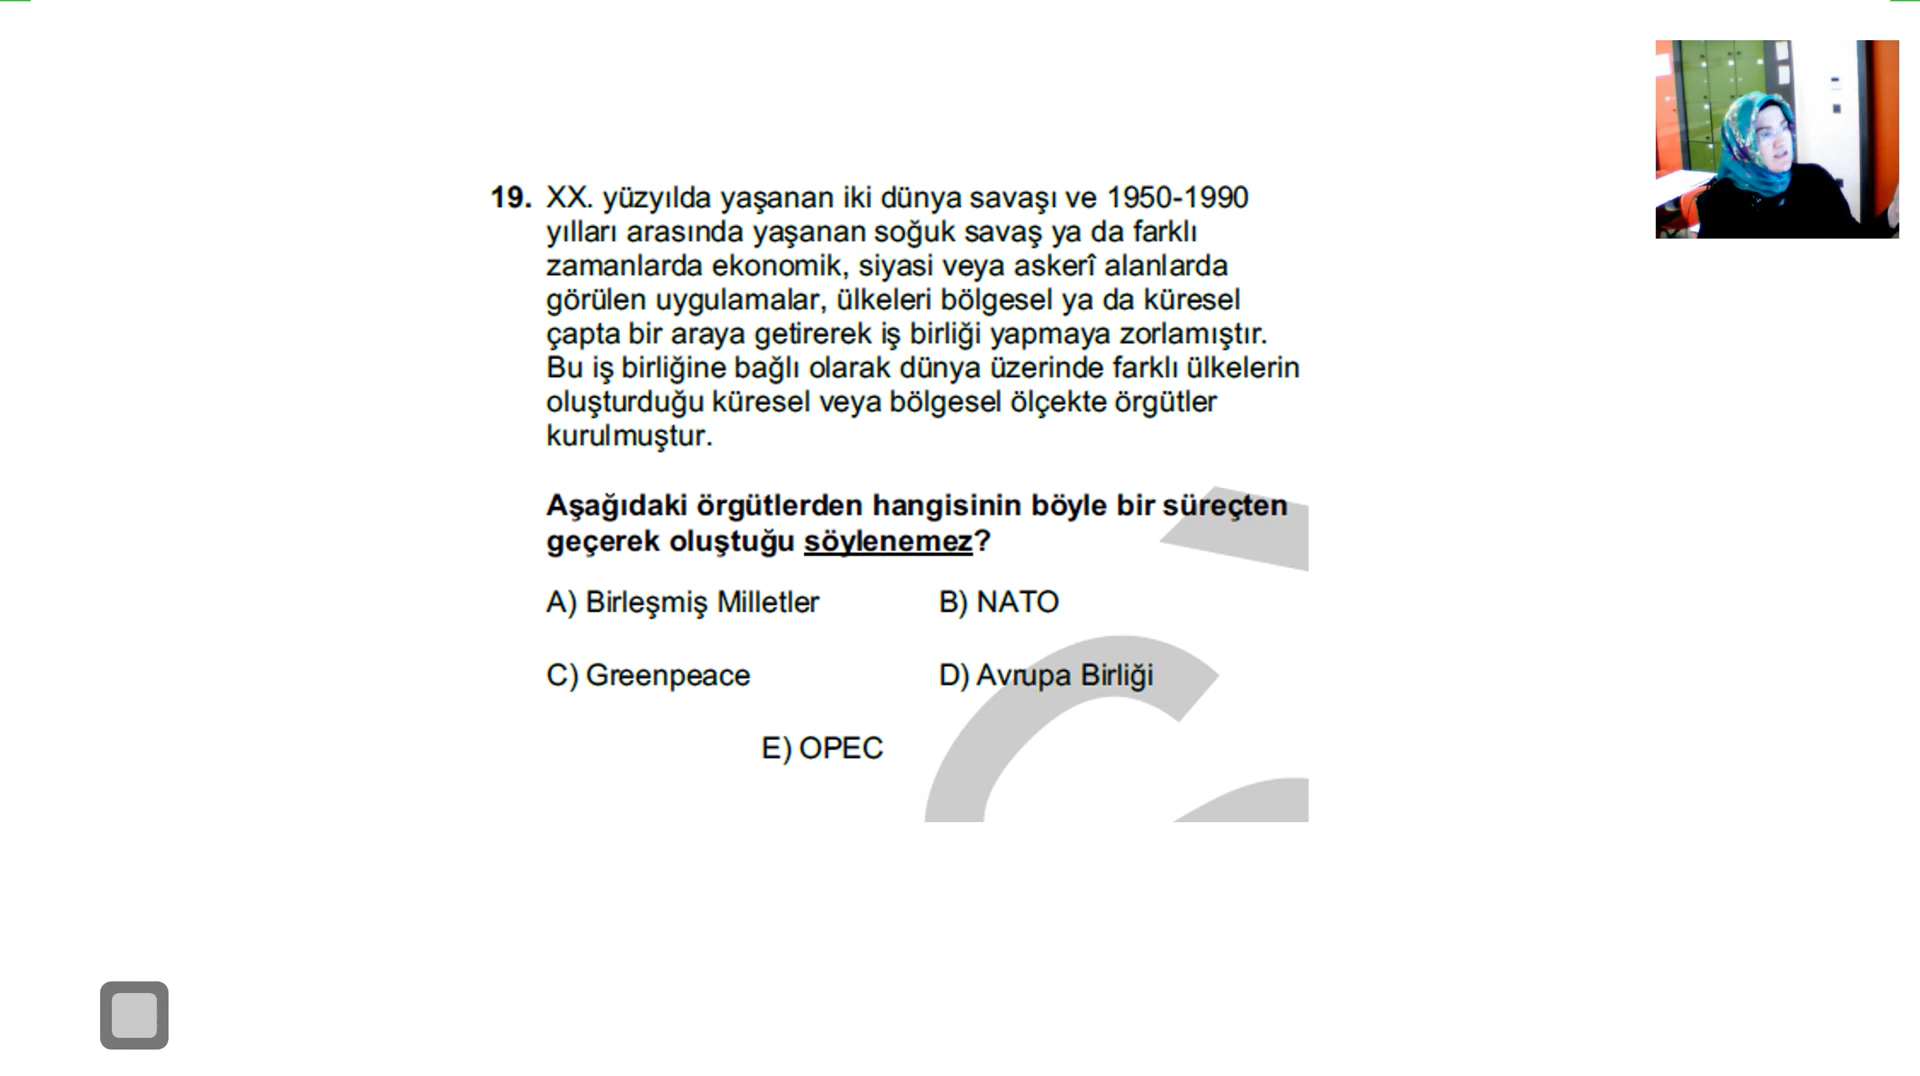 19. XX. yüzyılda yaşanan iki dünya savaşı ve 1950-1990
yılları arasında yaşanan soğuk savaş ya da farklı
zamanlarda ekonomik, siyasi veya askerî alanlarda
görülen uygulamalar, ülkeleri bölgesel ya da küresel
çapta bir araya getirerek iş birliği yapmaya zorlamıştır.
Bu iş birliğine bağlı olarak dünya üzerinde farklı ülkelerin
oluşturduğu küresel veya bölgesel ölçekte örgütler
kurulmuştur.
Aşağıdaki örgütlerden hangisinin böyle bir süreçten
geçerek oluştuğu söylenemez?
A) Birleşmiş Milletler B) NATO
C) Greenpeace D) Avrupa Birliği
E) OPEC